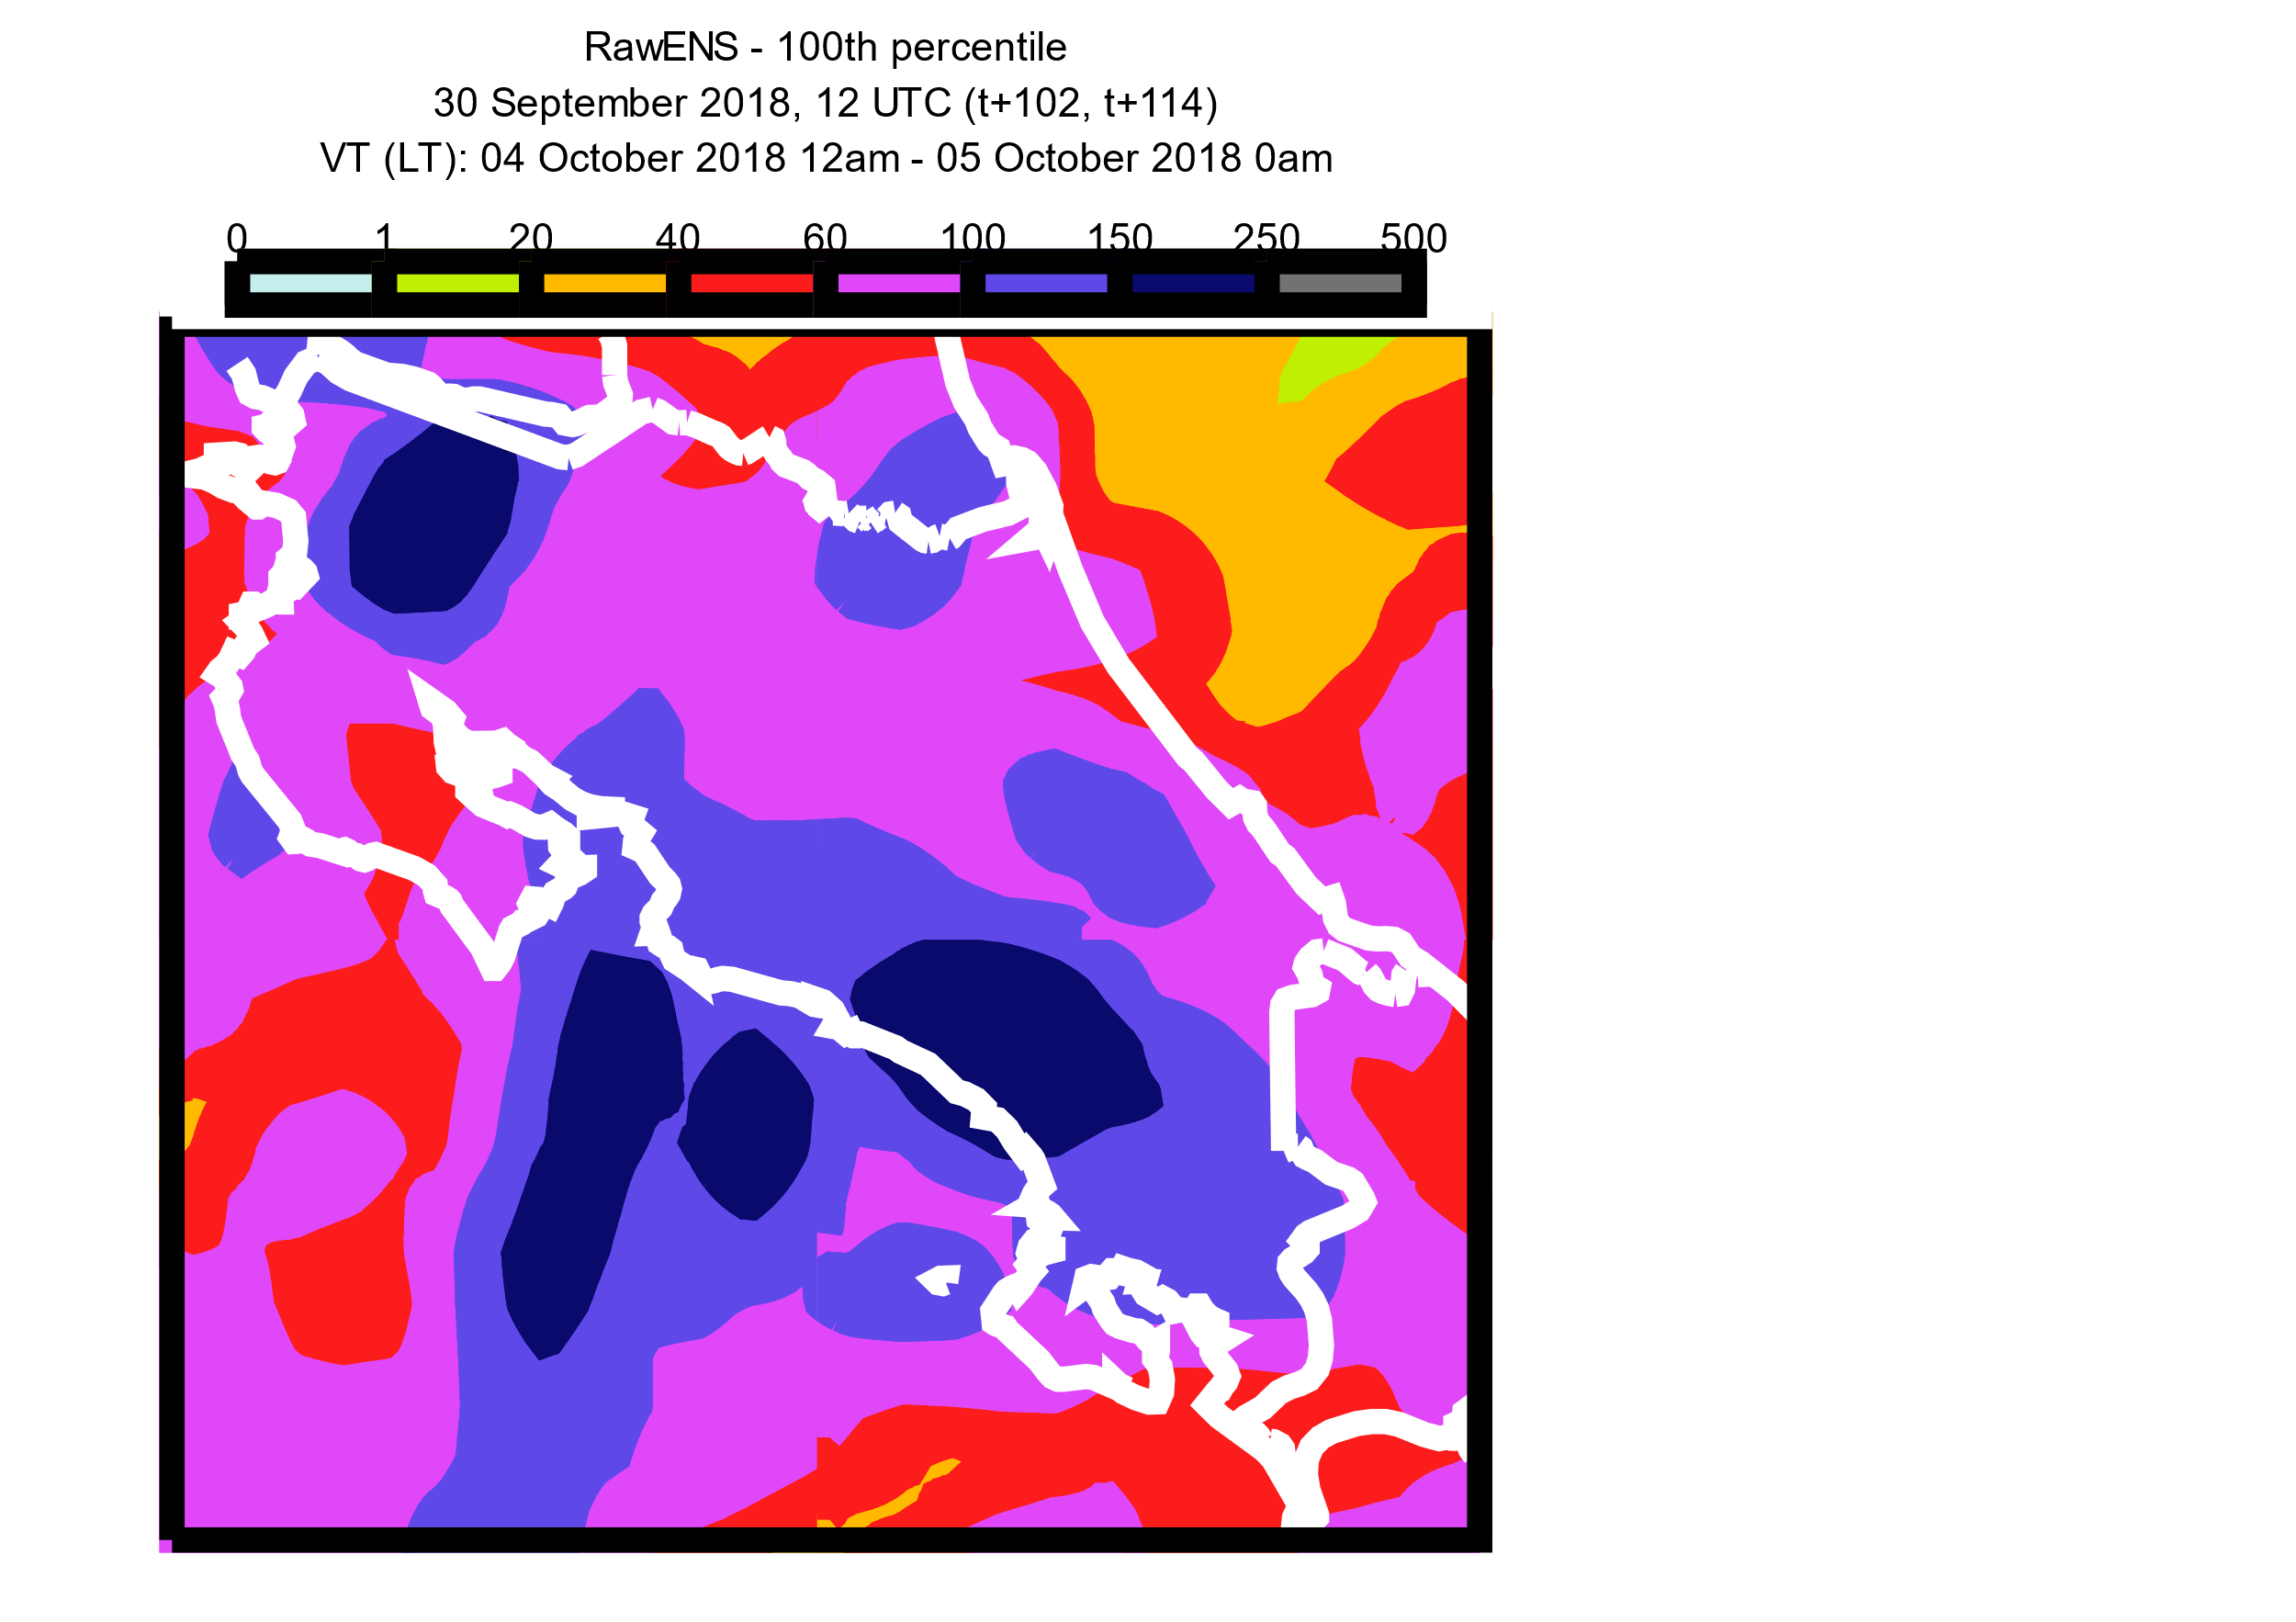 RawENS - 100th percentile
30 September 2018, 12 UTC (t+102, t+114)
VT (LT): 04 October 2018 12am - 05 October 2018 0am
0 1 20 40 60 100 150 250 500